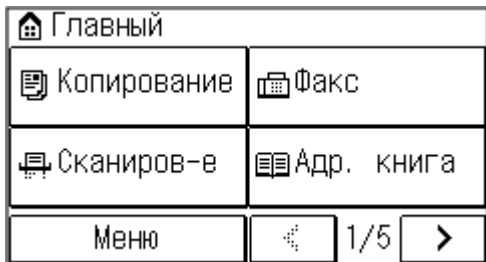 Главный
Копирование Факс
Сканиров-е Адр. книга
Меню < 1/5 >